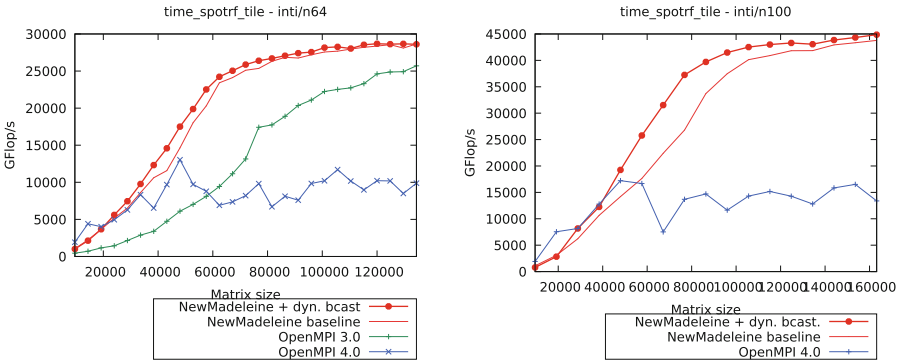 time_spotrf_tile - inti/n64
30000
25000
20000
15000
10000
5000
0
GFlop/s
20000 40000 60000 80000 100000 120000
Matrix size
NewMadeleine + dyn. bcast
NewMadeleine baseline
OpenMPI 3.0
OpenMPI 4.0
time_spotrf_tile - inti/n100
45000
40000
35000
30000
25000
20000
15000
10000
5000
0
GFlop/s
20000 40000 60000 80000 100000 120000 140000 160000
Matrix size
NewMadeleine + dyn. bcast.
NewMadeleine baseline
OpenMPI 4.0